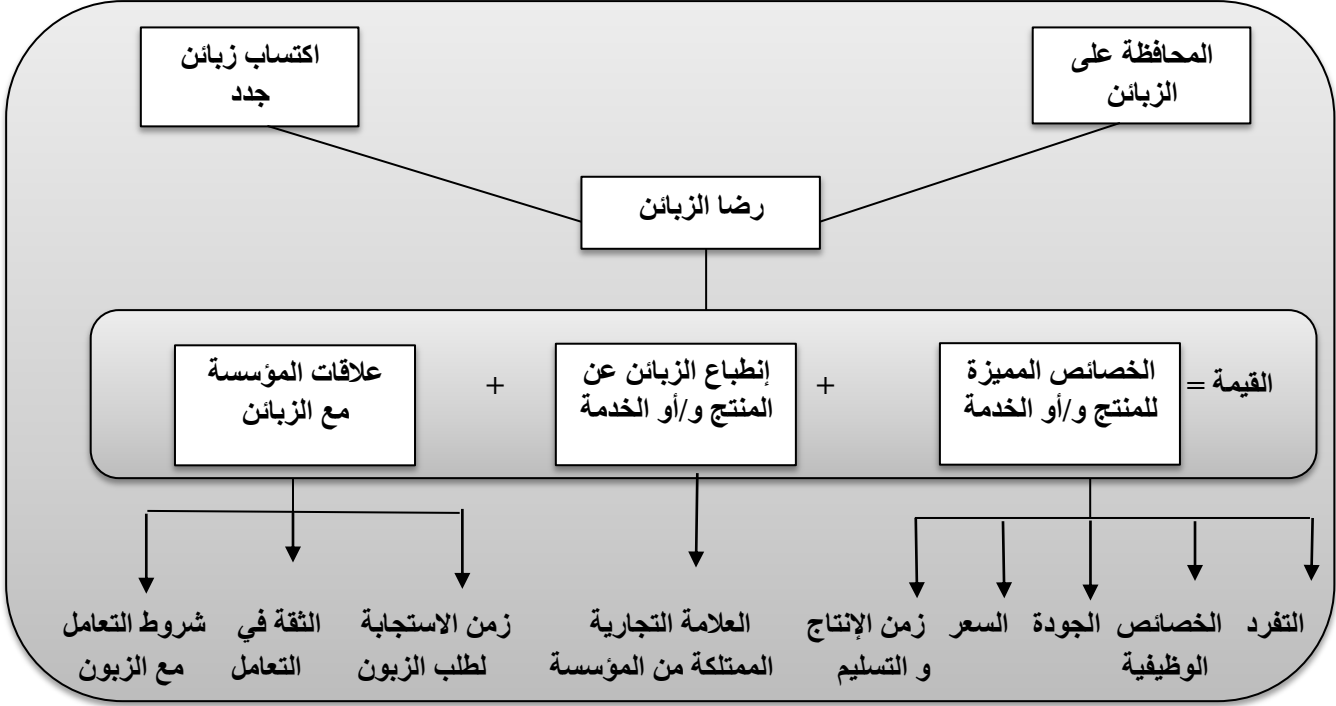 المحافظة على
الزبائن
اكتساب زبائن
جدد
رضا الزبائن
القيمة =
الخصائص المميزة
للمنتج و/أو الخدمة
+
إنطباع الزبائن عن
المنتج و/أو الخدمة
+
علاقات المؤسسة
مع الزبائن
التفرد
الخصائص
الوظيفية
الجودة
السعر
زمن الإنتاج
و التسليم
العلامة التجارية
الممتلكة من المؤسسة
زمن الاستجابة
لطلب الزبون
الثقة في
التعامل
شروط التعامل
مع الزبون